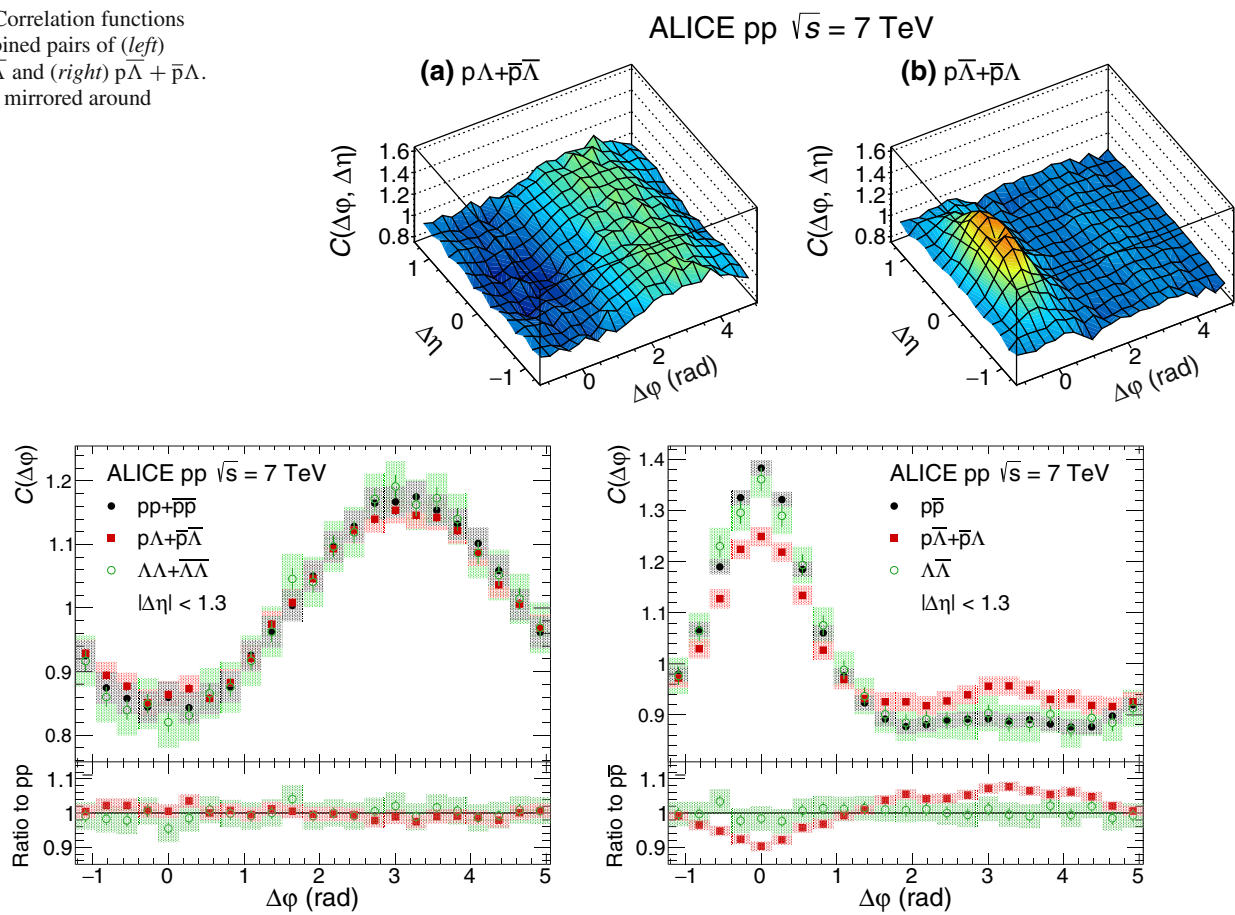 Correlation functions
ined pairs of (left)
Λ̅ and (right) pΛ̅ + p̅Λ.
mirrored around
ALICE pp √s = 7 TeV
(a) pΛ+p̅Λ̅
(b) pΛ̅+p̅Λ
C(Δφ, Δη)
1.6
1.4
1.2
1
0.8
1
0
−1
Δη
0
2
4
Δφ (rad)
C(Δφ, Δη)
1.6
1.4
1.2
1
0.8
1
0
−1
Δη
0
2
4
Δφ (rad)
C(Δφ)
1.2
1.1
1
0.9
0.8
ALICE pp √s = 7 TeV
pp+p̅p̅
pΛ+p̅Λ̅
ΛΛ+Λ̅Λ̅
|Δη| < 1.3
Ratio to pp
1.1
1
0.9
−1 0 1 2 3 4 5
Δφ (rad)
C(Δφ)
1.4
1.3
1.2
1.1
1
0.9
ALICE pp √s = 7 TeV
pp̅
pΛ̅+p̅Λ
ΛΛ̅
|Δη| < 1.3
Ratio to pp̅
1.1
1
0.9
−1 0 1 2 3 4 5
Δφ (rad)